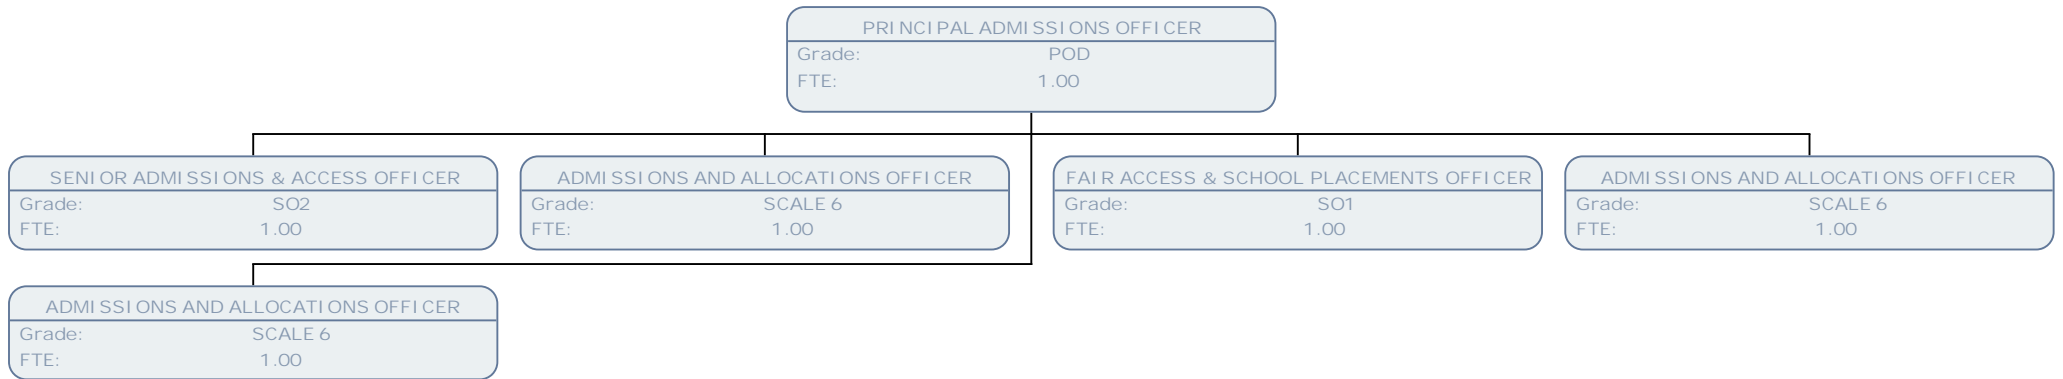 PRINCIPAL ADMISSIONS OFFICER
Grade: POD
FTE: 1.00
SENIOR ADMISSIONS & ACCESS OFFICER
Grade: SO2
FTE: 1.00
ADMISSIONS AND ALLOCATIONS OFFICER
Grade: SCALE 6
FTE: 1.00
FAIR ACCESS & SCHOOL PLACEMENTS OFFICER
Grade: SO1
FTE: 1.00
ADMISSIONS AND ALLOCATIONS OFFICER
Grade: SCALE 6
FTE: 1.00
ADMISSIONS AND ALLOCATIONS OFFICER
Grade: SCALE 6
FTE: 1.00